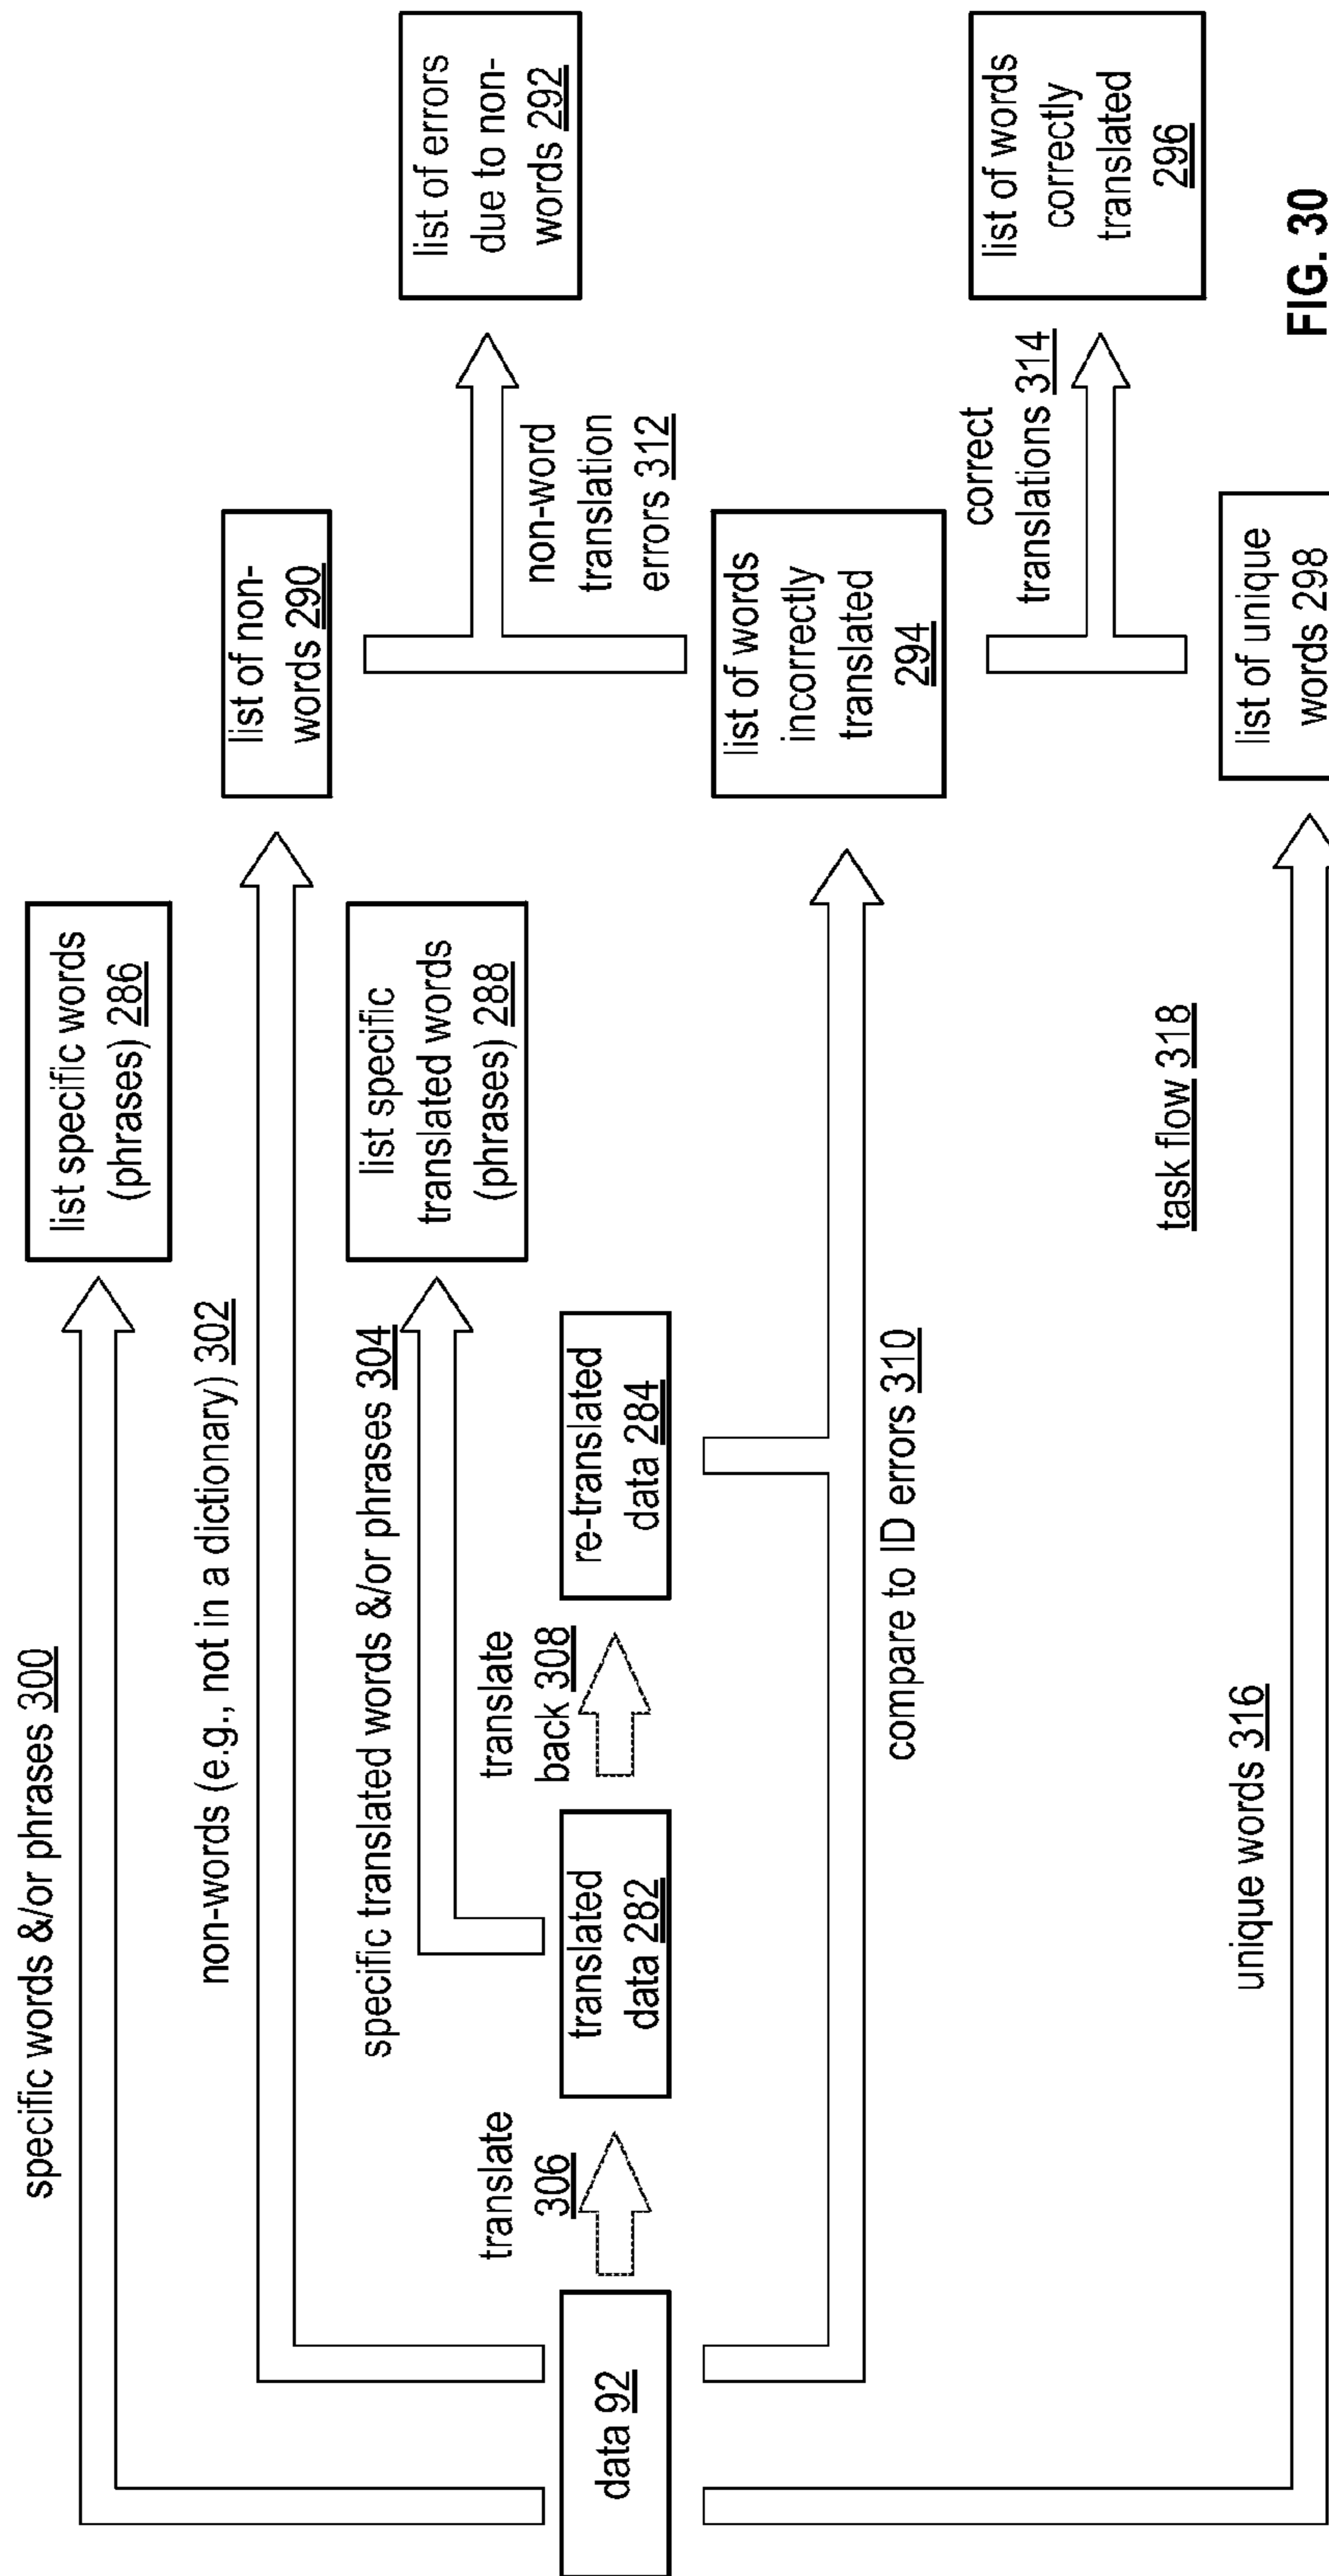 specific words &/or phrases 300
list specific words
(phrases) 286
non-words (e.g., not in a dictionary) 302
list of non-
words 290
list of errors
due to non-
words 292
specific translated words &/or phrases 304
list specific
translated words
(phrases) 288
non-word
translation
errors 312
data 92
translate
306
translated
data 282
translate
back 308
re-translated
data 284
list of words
incorrectly
translated
294
compare to ID errors 310
correct
translations 314
list of words
correctly
translated
296
task flow 318
unique words 316
list of unique
words 298
FIG. 30